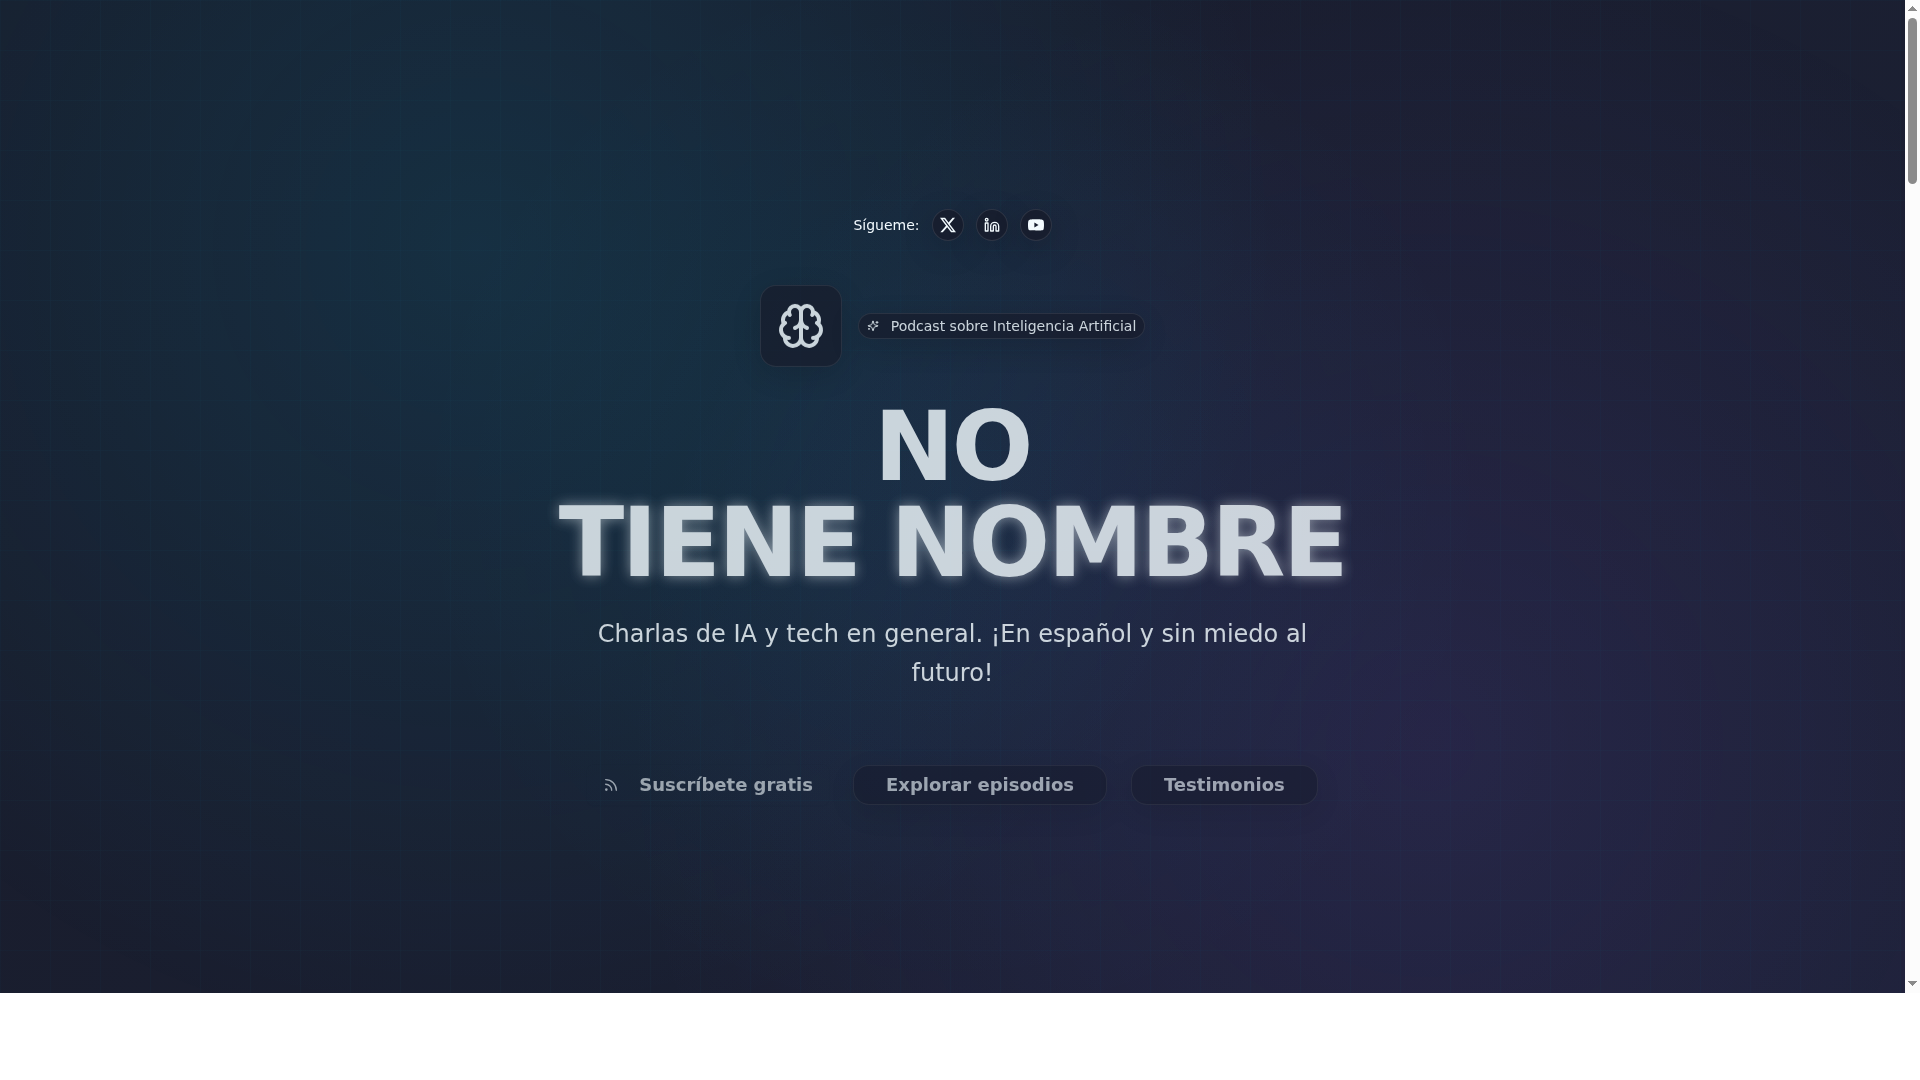 Sígueme:
Podcast sobre Inteligencia Artificial
NO
TIENE NOMBRE
Charlas de IA y tech en general. ¡En español y sin miedo al
futuro!
Suscríbete gratis
Explorar episodios
Testimonios